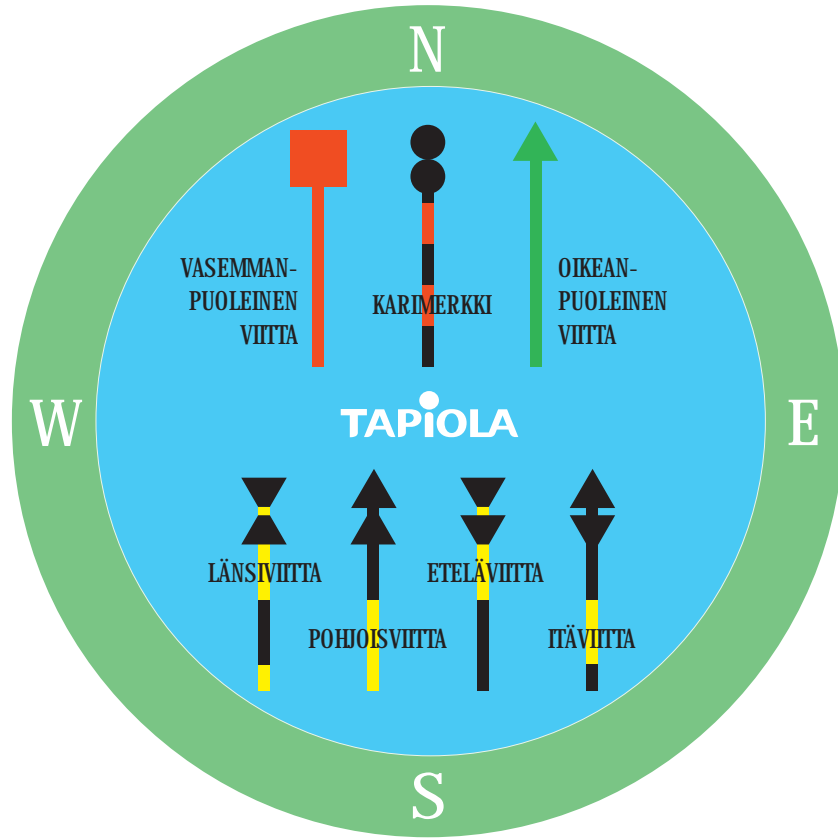 N
VASEMMAN-
PUOLEINEN
VIITTA
KARIMERKKI
OIKEAN-
PUOLEINEN
VIITTA
W
TAPiOLA
E
LÄNSIVIITTA
ETELÄVIITTA
POHJOISVIITTA
ITÄVIITTA
S